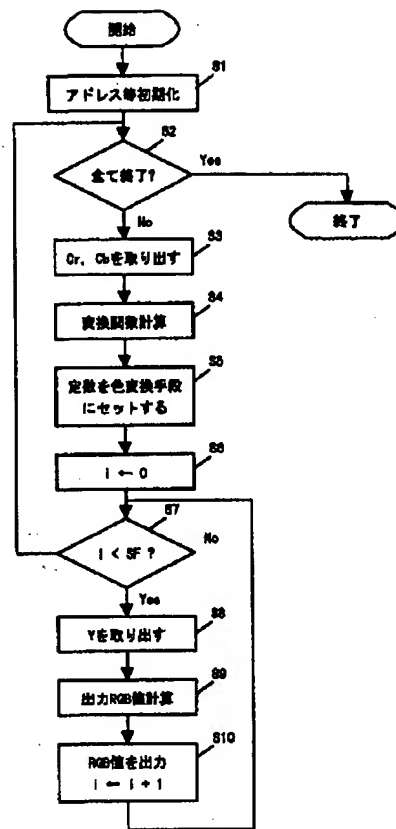 開始
S1
アドレス等初期化
S2
全て終了?
Yes
No
終了
S3
Cr, Cbを取り出す
S4
変換関数計算
S5
定数を色変換手段
にセットする
S6
i ← 0
S7
i < SF ?
No
Yes
S8
Yを取り出す
S9
出力RGB値計算
S10
RGB値を出力
i ← i + 1